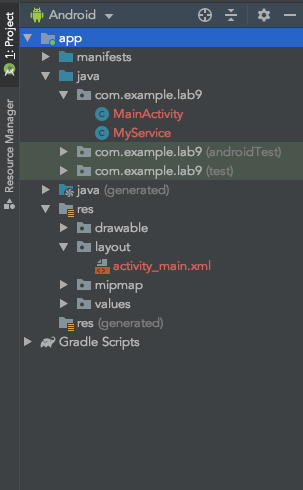 1: Project
Resource Manager
Android
app
manifests
java
com.example.lab9
MainActivity
MyService
com.example.lab9 (androidTest)
com.example.lab9 (test)
java (generated)
res
drawable
layout
activity_main.xml
mipmap
values
res (generated)
Gradle Scripts